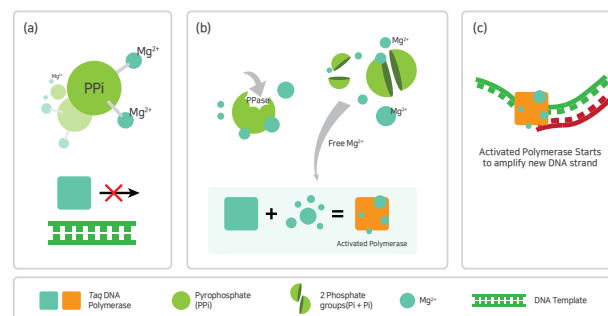 (a)
Mg²⁺
Mg²⁺
PPi
Mg²⁺
(b)
Mg²⁺
PPase
Mg²⁺
Free Mg²⁺
+
=
Activated Polymerase
(c)
Activated Polymerase Starts
to amplify new DNA strand
Taq DNA
Polymerase
Pyrophosphate
(PPi)
2 Phosphate
groups(Pi + Pi)
Mg²⁺
DNA Template